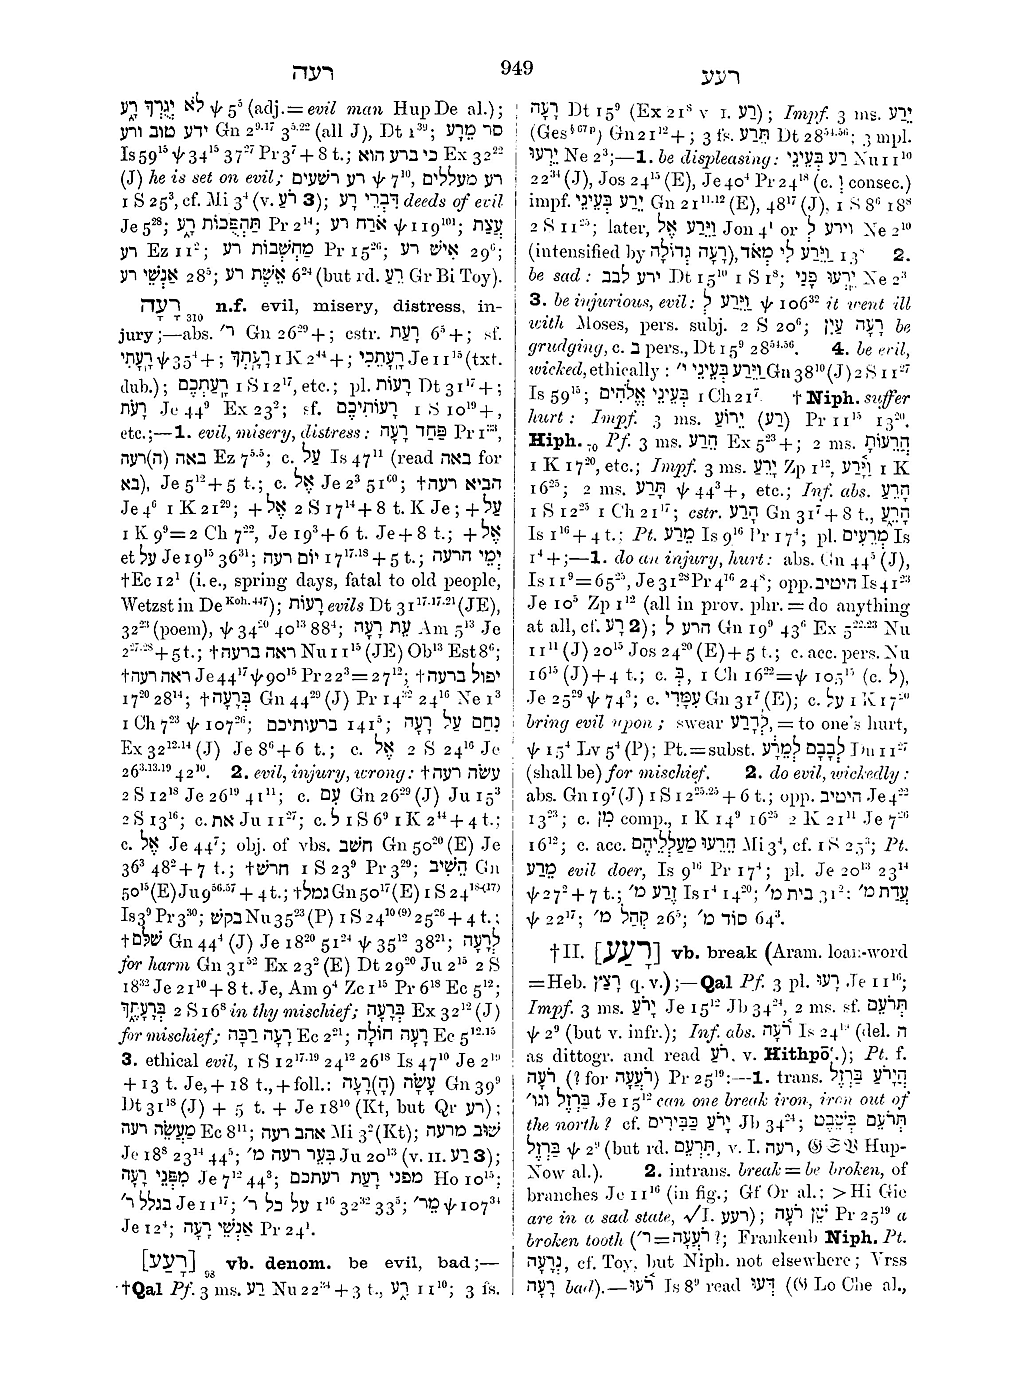 רעה 949 רעע
לֹא יְגֻרְךָ רָע ψ 5⁵ (adj.=evil man HupDe al.);
ידע טוב ורע Gn 2⁹·¹⁷ 3⁵·²² (all J), Dt 1³⁹; סר מֵרָע
Is 59¹⁵ ψ 34¹⁵ 37²⁷ Pr 3⁷ + 8 t.; כי ברע הוא Ex 32²²
(J) he is set on evil; רע רשעים ψ 7¹⁰, רע מעללים
1 S 25³, cf. Mi 3⁴ (v. רֹע 3); דִּבְרֵי רָע deeds of evil
Je 5²⁸; תַּהְפֻּכוֹת רָע Pr 2¹⁴; אֹרַח רע ψ 119¹⁰¹; עֲצַת
רע Ez 11²; מַחְשְׁבוֹת רע Pr 15²⁶; אִישׁ רע 29⁶;
אַנְשֵׁי רע 28⁵; אֵשֶׁת רע 6²⁴ (but rd. רֵעַ Gr Bi Toy).
רָעָה ₃₁₀ n.f. evil, misery, distress, in-
jury;—abs. ר׳ Gn 26²⁹ +; cstr. רָעַת 6⁵ +; sf.
רָעָתִי ψ 35⁴ +; רָעָתְךָ 1 K 2⁴⁴ +; רָעָתֵכִי Je 11¹⁵ (txt.
dub.); רָעַתְכֶם 1 S 12¹⁷, etc.; pl. רָעוֹת Dt 31¹⁷ +;
רָעֹת Je 44⁹ Ex 23²; sf. רָעוֹתֵיכֶם 1 S 10¹⁹ +,
etc.;—1. evil, misery, distress: פַּחַד רָעָה Pr 1³³,
באה (ה)רעה Ez 7⁵·⁵; c. עַל Is 47¹¹ (read באה for
בא), Je 5¹² + 5 t.; c. אֶל Je 2³ 51⁶⁰; †הביא רעה
Je 4⁶ 1 K 21²⁹; + אֶל 2 S 17¹⁴ + 8 t. K Je; + עַל
1 K 9⁹ = 2 Ch 7²², Je 19³ + 6 t. Je + 8 t.; + אֶל
et על Je 19¹⁵ 36³¹; יוֹם רעה 17¹⁷·¹⁸ + 5 t.; יְמֵי הרעה
†Ec 12¹ (i.e., spring days, fatal to old people,
Wetzst in De Koh. 447); רָעוֹת evils Dt 31¹⁷·¹⁷·²¹ (JE),
32²³ (poem), ψ 34²⁰ 40¹³ 88⁴; עֵת רָעָה Am 5¹³ Je
2²⁷·²⁸ + 5 t.; †ראה ברעה Nu 11¹⁵ (JE) Ob¹³ Est 8⁶;
†ראה רעה Je 44¹⁷ ψ 90¹⁵ Pr 22³ = 27¹²; †יפול ברעה
17²⁰ 28¹⁴; †בְּרָעָה Gn 44²⁹ (J) Pr 14³² 24¹⁶ Ne 1³
1 Ch 7²³ ψ 107²⁶; ברעותיכם 141⁵; נִחַם עַל רָעָה
Ex 32¹²·¹⁴ (J) Je 8⁶ + 6 t.; c. אֶל 2 S 24¹⁶ Je
26³·¹³·¹⁹ 42¹⁰. 2. evil, injury, wrong: †עשׂה רעה
2 S 12¹⁸ Je 26¹⁹ 41¹¹; c. עִם Gn 26²⁹ (J) Ju 15³
2 S 13¹⁶; c. את Ju 11²⁷; c. ל 1 S 6⁹ 1 K 2⁴⁴ + 4 t.;
c. אֶל Je 44⁷; obj. of vbs. חשב Gn 50²⁰ (E) Je
36³ 48² + 7 t.; †חרש 1 S 23⁹ Pr 3²⁹; הֵשִׁיב Gn
50¹⁵ (E) Ju 9⁵⁶·⁵⁷ + 4 t.; †גמל Gn 50¹⁷ (E) 1 S 24¹⁸⁽¹⁷⁾
Is 3⁹ Pr 3³⁰; בקש Nu 35²³ (P) 1 S 24¹⁰⁽⁹⁾ 25²⁶ + 4 t.;
†שׁלם Gn 44⁴ (J) Je 18²⁰ 51²⁴ ψ 35¹² 38²¹; לְרָעָה
for harm Gn 31⁵² Ex 23² (E) Dt 29²⁰ Ju 2¹⁵ 2 S
18³² Je 21¹⁰ + 8 t. Je, Am 9⁴ Zc 1¹⁵ Pr 6¹⁸ Ec 5¹²;
בְּרָעָתֶךָ 2 S 16⁸ in thy mischief; בְּרָעָה Ex 32¹² (J)
for mischief; רָעָה רַבָּה Ec 2²¹; רָעָה חוֹלָה Ec 5¹²·¹⁵
3. ethical evil, 1 S 12¹⁷·¹⁹ 24¹² 26¹⁸ Is 47¹⁰ Je 2¹⁹
+ 13 t. Je, + 18 t., + foll.: עָשָׂה (הָ)רָעָה Gn 39⁹
Dt 31¹⁸ (J) + 5 t. + Je 18¹⁰ (Kt, but Qr רע);
מַעֲשֵׂה רעה Ec 8¹¹; אהב רעה Mi 3² (Kt); שׁוּב מרעה
Je 18⁸ 23¹⁴ 44⁵; בִּעֵר רעה מ׳ Ju 20¹³ (v. 11. רַע 3);
מִפְּנֵי רָעָה Je 7¹² 44³; מפני רָעַת רעתכם Ho 10¹⁵;
בגלל ר׳ Je 11¹⁷; על כל ר׳ 1¹⁶ 32³² 33⁵; מֵר׳ ψ 107³⁴
Je 12⁴; אַנְשֵׁי רָעָה Pr 24¹.
[רָעַע] ₉₈ vb. denom. be evil, bad;—
†Qal Pf. 3 ms. רַע Nu 22³⁴ + 3 t., רָע 11¹⁰; 3 fs.
רָעָה Dt 15⁹ (Ex 21⁸ v 1. רַע); Impf. 3 ms. יֵרַע
(Ges § 67 p) Gn 21¹² +; 3 fs. תֵּרַע Dt 28⁵⁴·⁵⁶; 3 mpl.
יֵרְעוּ Ne 2³;—1. be displeasing: רַע בְּעֵינֵי Nu 11¹⁰
22³⁴ (J), Jos 24¹⁵ (E), Je 40⁴ Pr 24¹⁸ (c. ו consec.)
impf. יֵרַע בְּעֵינֵי Gn 21¹¹·¹² (E), 48¹⁷ (J), 1 S 8⁶ 18⁸
2 S 11²⁵; later, וַיֵּרַע אֶל Jon 4¹ or וירע ל Ne 2¹⁰
(intensified by רָעָה גְדוֹלָה), וַיֵּרַע לִי מְאֹד 13⁸ 2.
be sad: ירע לבב Dt 15¹⁰ 1 S 1⁸; יֵרְעוּ פָנַי Ne 2³
3. be injurious, evil: וַיֵּרַע לְ ψ 106³² it went ill
with Moses, pers. subj. 2 S 20⁶; רָעָה עַיִן be
grudging, c. בְּ pers., Dt 15⁹ 28⁵⁴·⁵⁶. 4. be evil,
wicked, ethically: וַיֵּרַע בְּעֵינֵי י׳ Gn 38¹⁰ (J) 2 S 11²⁷
Is 59¹⁵; בְּעֵינֵי אֱלֹהִים 1 Ch 21⁷. †Niph. suffer
hurt: Impf. 3 ms. יֵרוֹעַ (רע) Pr 11¹⁵ 13²⁰.
Hiph.₇₀ Pf. 3 ms. הֵרַע Ex 5²³ +; 2 ms. הֲרֵעוֹתָ
1 K 17²⁰, etc.; Impf. 3 ms. יָרֵעַ Zp 1¹², וַיָּרַע 1 K
16²⁵; 2 ms. תָּרַע ψ 44³ +, etc.; Inf. abs. הָרֵעַ
1 S 12²⁵ 1 Ch 21¹⁷; cstr. הָרַע Gn 31⁷ + 8 t., הָרֵעַ
Is 1¹⁶ + 4 t.; Pt. מֵרַע Is 9¹⁶ Pr 17⁴; pl. מְרֵעִים Is
1⁴ +;—1. do an injury, hurt: abs. Gn 44⁵ (J),
Is 11⁹ = 65²⁵, Je 31²⁸ Pr 4¹⁶ 24⁸; opp. היטיב Is 41²³
Je 10⁵ Zp 1¹² (all in prov. phr. = do anything
at all, cf. רַע 2); הרע לְ Gn 19⁹ 43⁶ Ex 5²²·²³ Nu
11¹¹ (J) 20¹⁵ Jos 24²⁰ (E) + 5 t.; c. acc. pers. Nu
16¹⁵ (J) + 4 t.; c. בְּ, 1 Ch 16²² = ψ 105¹⁵ (c. ל),
Je 25²⁹ ψ 74³; c. עִמָּדִי Gn 31⁷ (E); c. על 1 K 17²⁰
bring evil upon; swear לְהָרַע, = to one's hurt,
ψ 15⁴ Lv 5⁴ (P); Pt. = subst. לְבָבָם לְמֵרָע Dn 11²⁷
(shall be) for mischief. 2. do evil, wickedly:
abs. Gn 19⁷ (J) 1 S 12²⁵·²⁵ + 6 t.; opp. היטיב Je 4²²
13²³; c. מִן comp., 1 K 14⁹ 16²⁵ 2 K 21¹¹ Je 7²⁶
16¹²; c. acc. הֵרֵעוּ מַעַלְלֵיהֶם Mi 3⁴, cf. 1 S 25³; Pt.
מֵרַע evil doer, Is 9¹⁶ Pr 17⁴; pl. Je 20¹³ 23¹⁴
ψ 27² + 7 t.; זֶרַע מ׳ Is 1⁴ 14²⁰; בית מ׳ 31²: עֲדַת מ׳
ψ 22¹⁷; קְהַל מ׳ 26⁵; סוֹד מ׳ 64³.
†II. [רָעַע] vb. break (Aram. loan-word
=Heb. רָצַץ q. v.);—Qal Pf. 3 pl. רָעוּ Je 11¹⁶;
Impf. 3 ms. יָרֹעַ Je 15¹² Jb 34²⁴, 2 ms. sf. תְּרֹעֵם
ψ 2⁹ (but v. infr.); Inf. abs. רֹעָה Is 24¹⁹ (del. ה
as dittogr. and read רֹעַ. v. Hithpō'.); Pt. f.
רֹעָה (? for רֹעֲעָה) Pr 25¹⁹:—1. trans. הֲיָרֹעַ בַּרְזֶל
בַּרְזֶל וגו׳ Je 15¹² can one break iron, iron out of
the north? cf. יָרֹעַ כַּבִּירִים Jb 34²⁴; תְּרֹעֵם בְּשֵׁבֶט
בַּרְזֶל ψ 2⁹ (but rd. תִּרְעֵם, v. I. רעה, 𝔊 𝔖 𝔙 Hup-
Now al.). 2. intrans. break = be broken, of
branches Je 11¹⁶ (in fig.; Gf Or al.; > Hi Gie
are in a sad state, √I. רעע); שֵׁן רֹעָה Pr 25¹⁹ a
broken tooth (ר׳ = רֹעֲעָה ?; Frankenb Niph. Pt.
נְרָעָה, cf. Toy, but Niph. not elsewhere; Vrss
רָעָה bad).—רֹעוּ Is 8⁹ read דְּעוּ (𝔊 Lo Che al.,